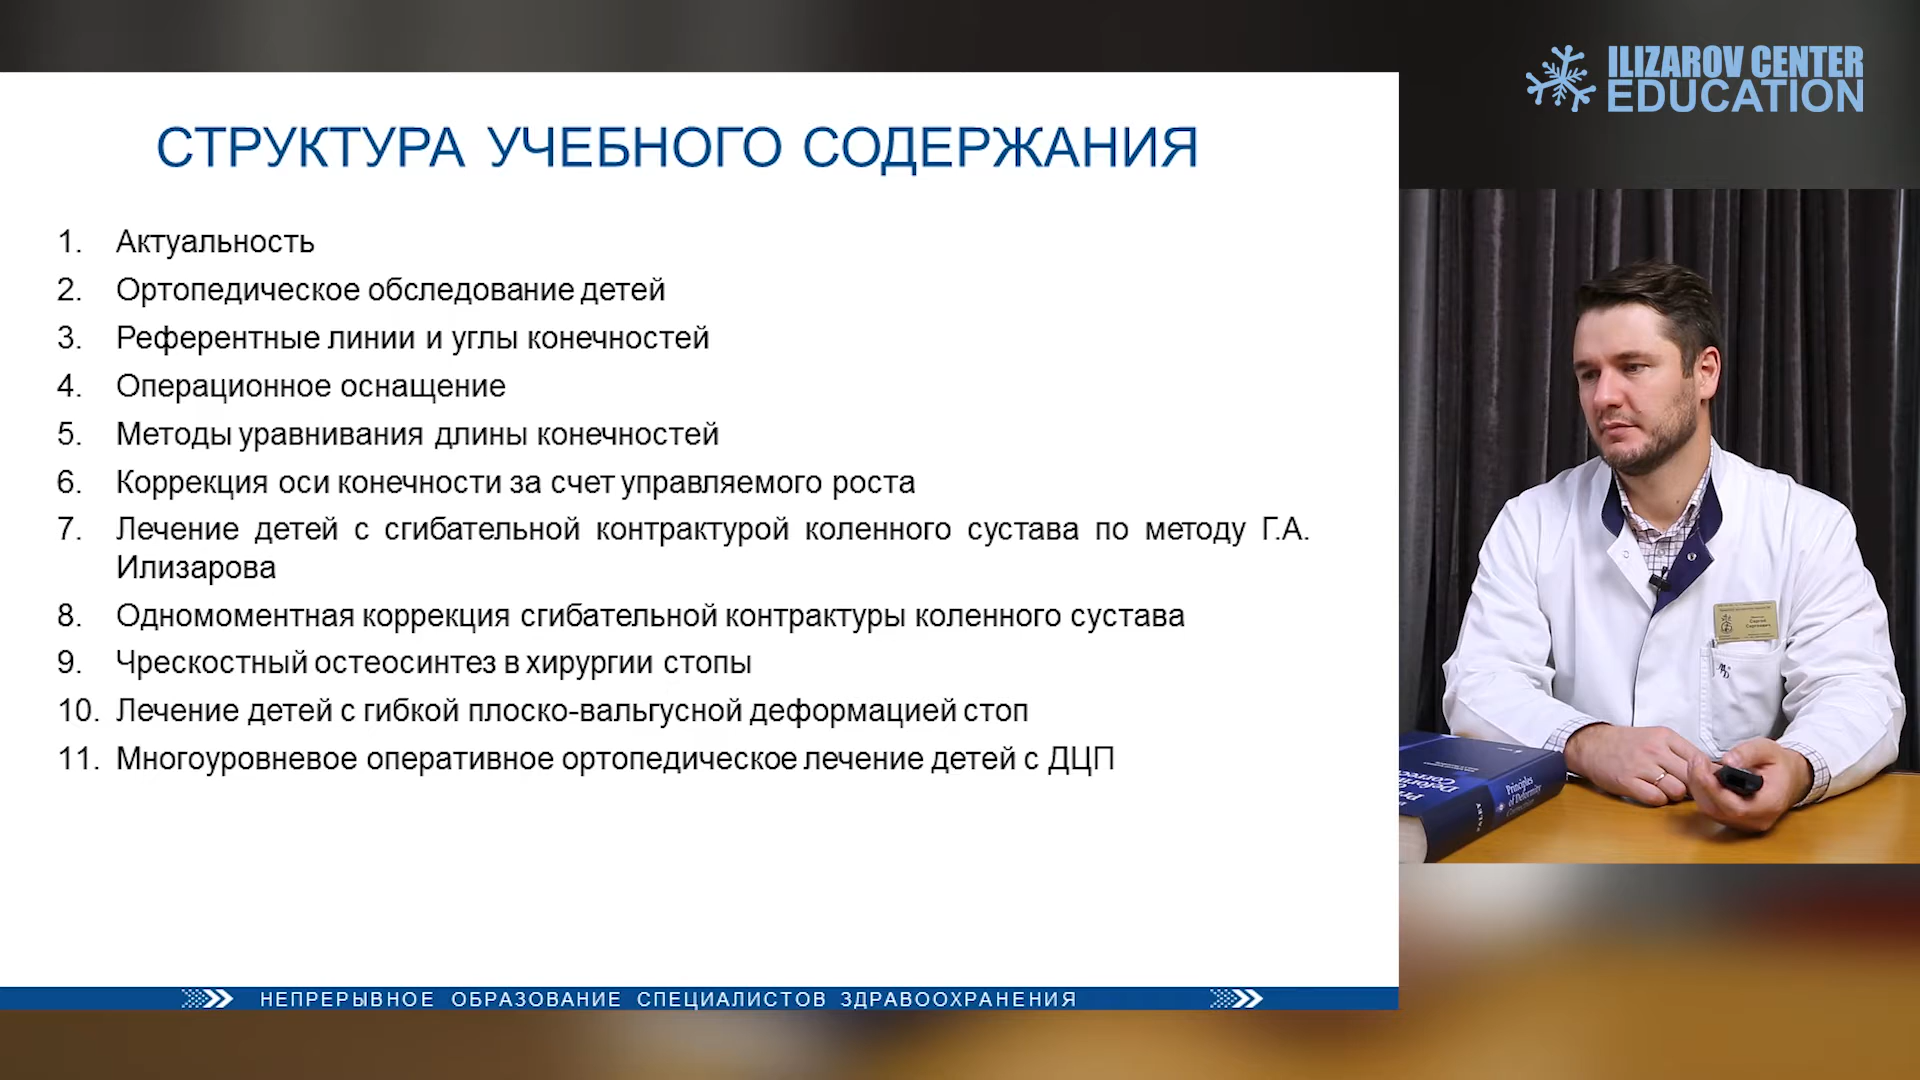 ILIZAROV CENTER
EDUCATION
СТРУКТУРА УЧЕБНОГО СОДЕРЖАНИЯ
1. Актуальность
2. Ортопедическое обследование детей
3. Референтные линии и углы конечностей
4. Операционное оснащение
5. Методы уравнивания длины конечностей
6. Коррекция оси конечности за счет управляемого роста
7. Лечение детей с сгибательной контрактурой коленного сустава по методу Г.А.
Илизарова
8. Одномоментная коррекция сгибательной контрактуры коленного сустава
9. Чрескостный остеосинтез в хирургии стопы
10. Лечение детей с гибкой плоско-вальгусной деформацией стоп
11. Многоуровневое оперативное ортопедическое лечение детей с ДЦП
НЕПРЕРЫВНОЕ ОБРАЗОВАНИЕ СПЕЦИАЛИСТОВ ЗДРАВООХРАНЕНИЯ
Сергей
Сергеевич
Principles
of Deformity
Correction
PALEY